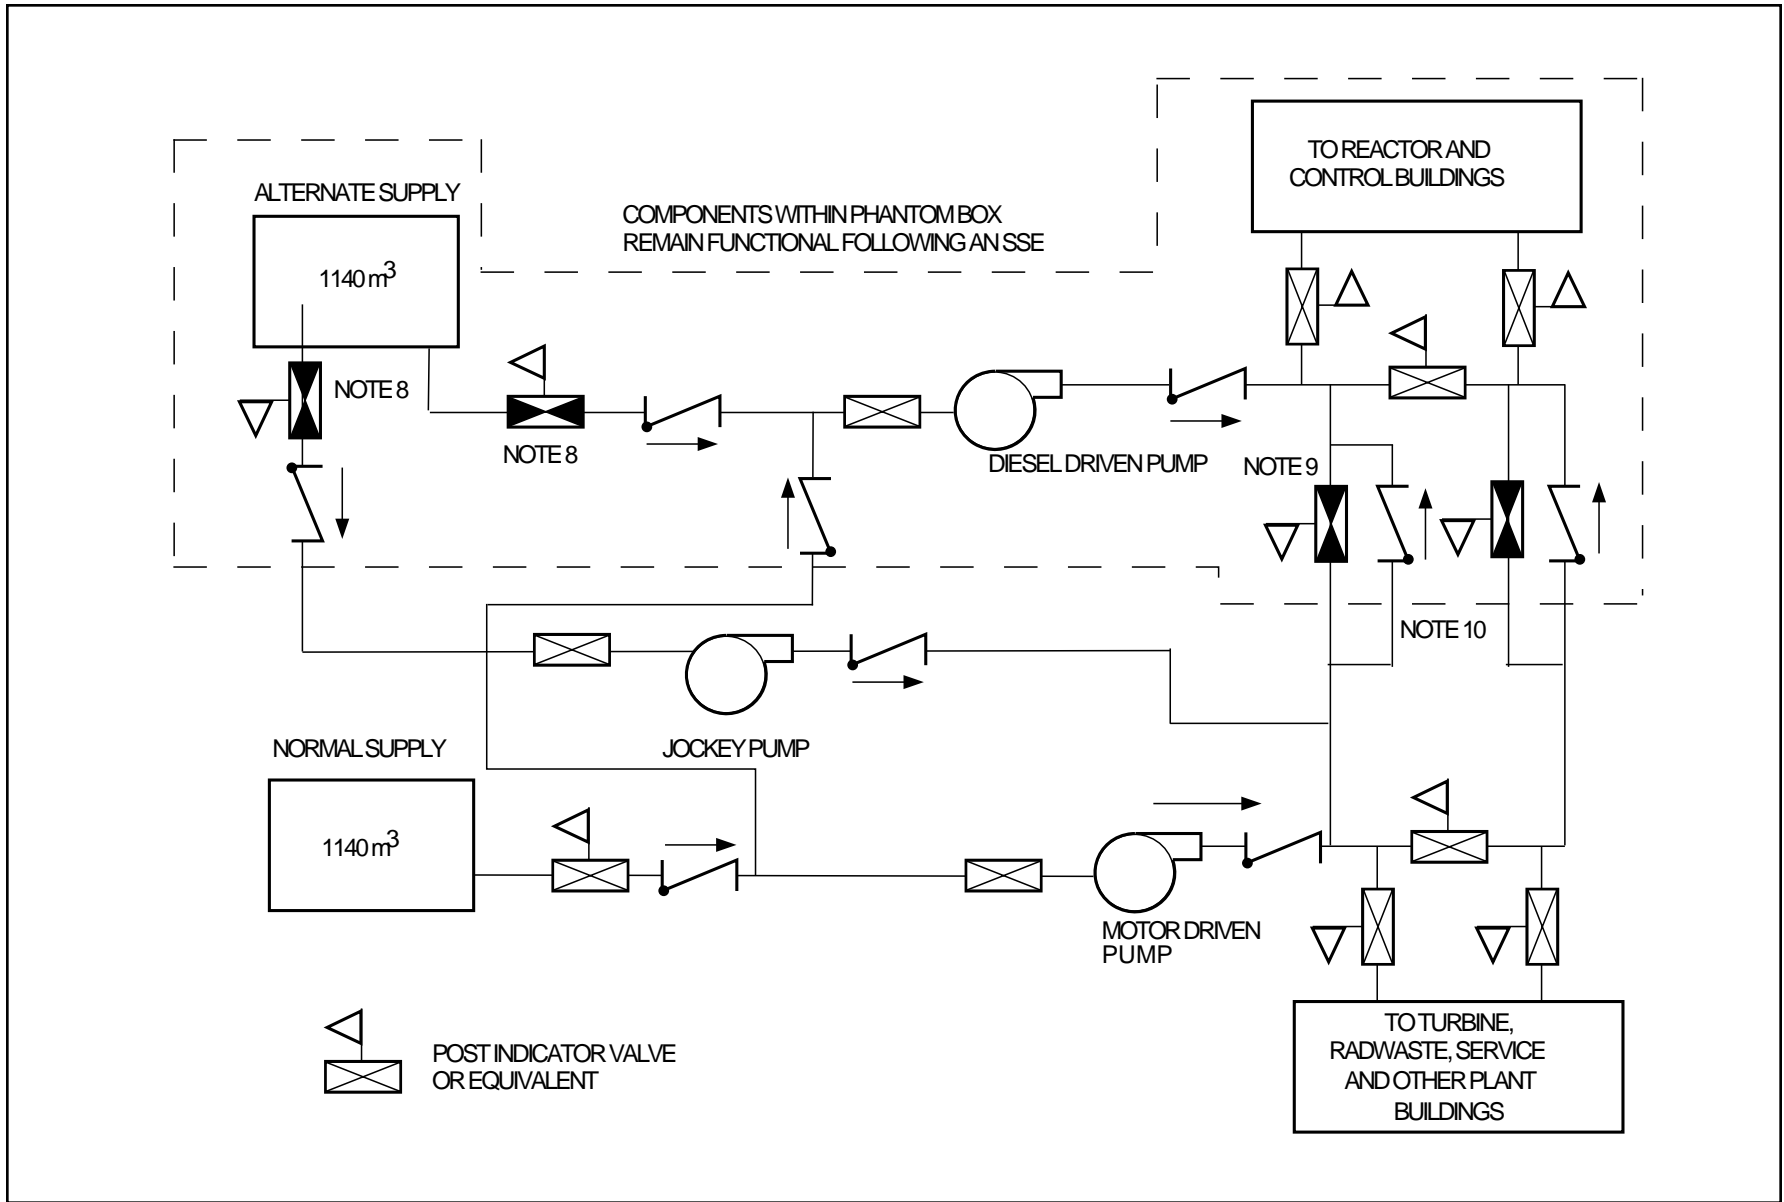 TO REACTOR AND
CONTROL BUILDINGS
ALTERNATE SUPPLY
COMPONENTS WITHIN PHANTOM BOX
REMAIN FUNCTIONAL FOLLOWING AN SSE
1140 m3
NOTE 8
NOTE 8
DIESEL DRIVEN PUMP
NOTE 9
NOTE 10
NORMAL SUPPLY
JOCKEY PUMP
1140 m3
MOTOR DRIVEN
PUMP
POST INDICATOR VALVE
OR EQUIVALENT
TO TURBINE,
RADWASTE, SERVICE
AND OTHER PLANT
BUILDINGS